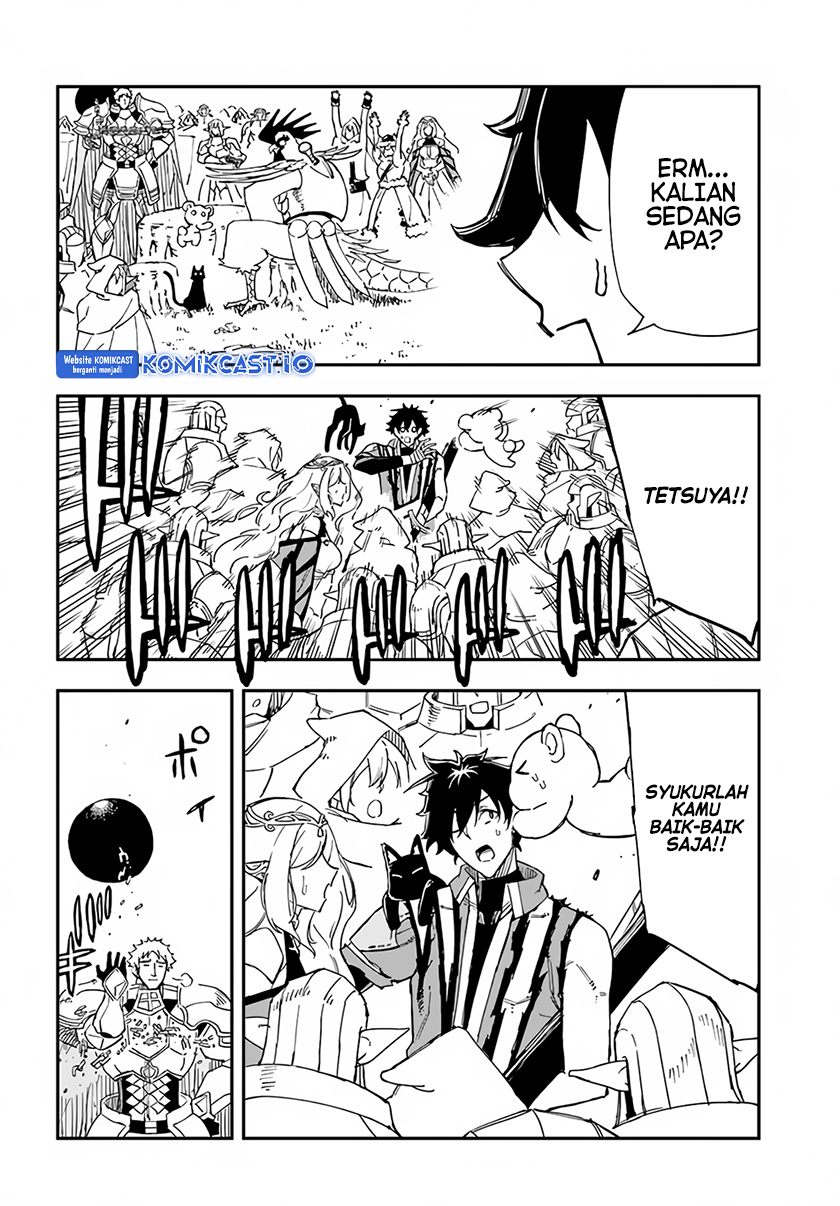 ERM...
KALIAN
SEDANG
APA?
Website KOMIKCAST
berganti menjadi
KOMIKCAST.IO
TETSUYA!!
SYUKURLAH
KAMU
BAIK-BAIK
SAJA!!
ポイ